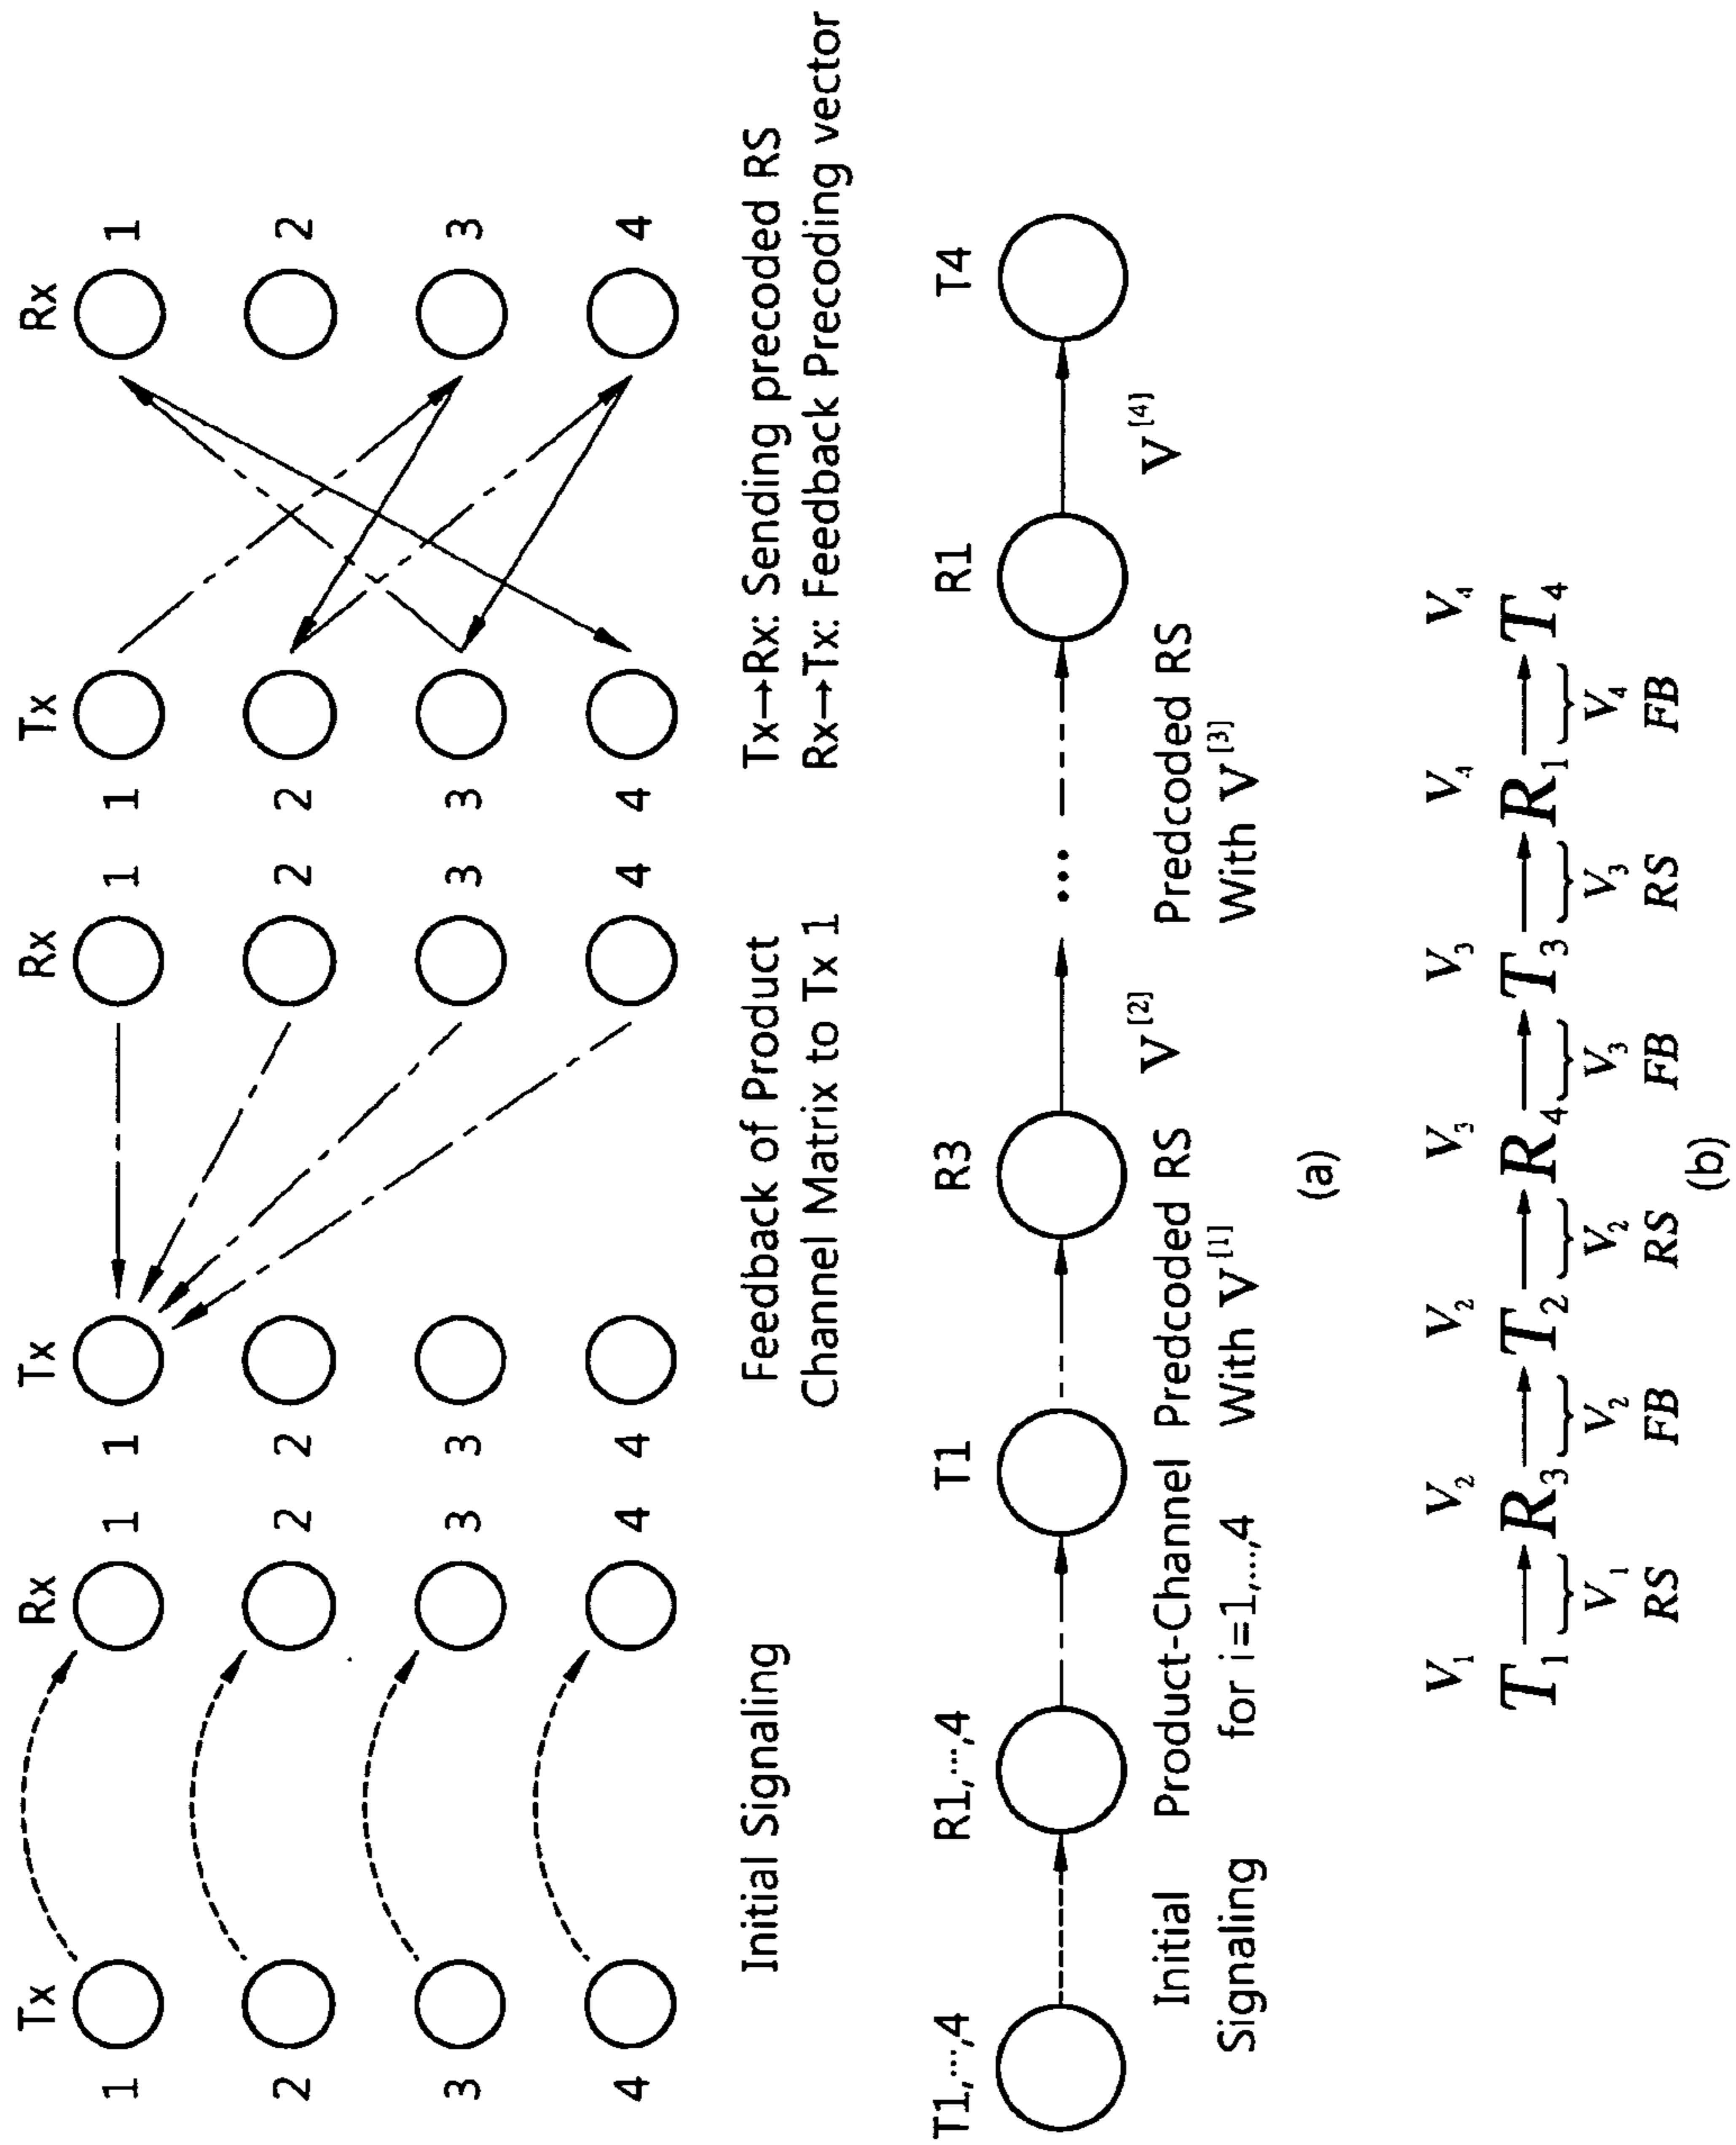 Tx Rx Tx Rx Tx Rx
1 1 1 1 1 1
2 2 2 2 2 2
3 3 3 3 3 3
4 4 4 4 4 4
Initial Signaling
Feedback of Product
Channel Matrix to Tx 1
Tx→Rx: Sending precoded RS
Rx→Tx: Feedback Precoding vector
T1,⋯,4 R1,⋯,4 T1 R3 ⋯ R1 T4
Initial
Signaling
Product-Channel
for i=1,...,4
Predcoded RS
With V^[1]
V^[2]
Predcoded RS
With V^[3]
V^[4]
(a)
V₁ V₂ V₂ V₃ V₃ V₄ V₄
T₁ → R₃ → T₂ → R₄ → T₃ → R₁ → T₄
V₁ V₂ V₂ V₃ V₃ V₄
RS FB RS FB RS FB
(b)